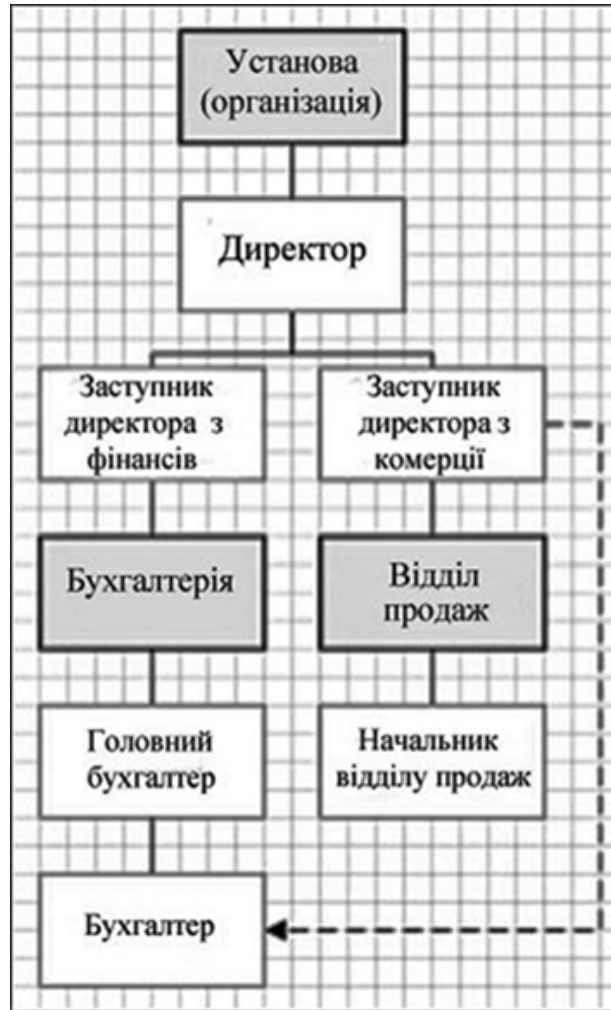 Установа
(організація)
Директор
Заступник
директора з
фінансів
Заступник
директора з
комерції
Бухгалтерія
Відділ
продаж
Головний
бухгалтер
Начальник
відділу продаж
Бухгалтер